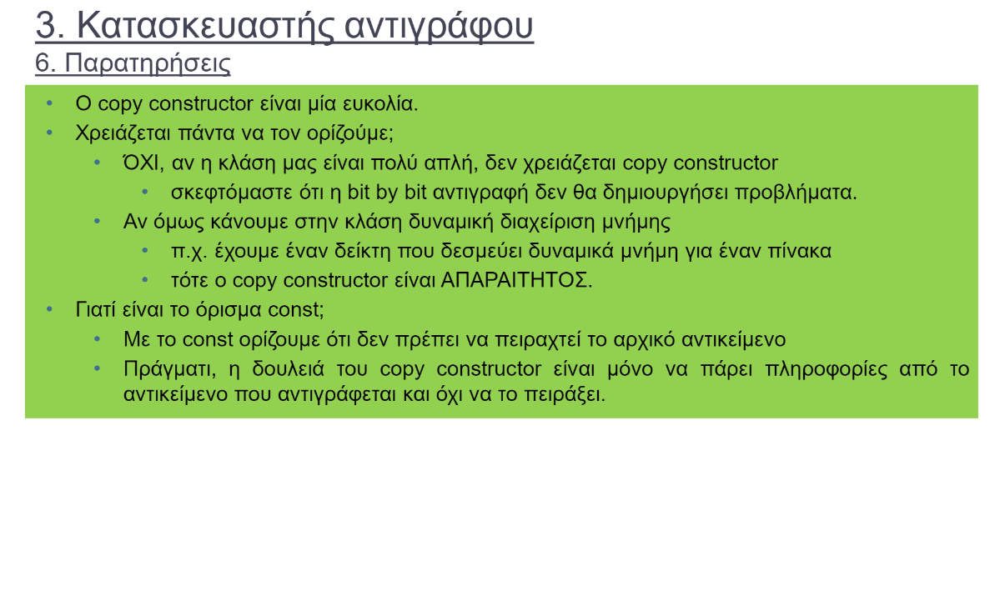 3. Κατασκευαστής αντιγράφου
6. Παρατηρήσεις
• Ο copy constructor είναι μία ευκολία.
• Χρειάζεται πάντα να τον ορίζούμε;
• ΌΧΙ, αν η κλάση μας είναι πολύ απλή, δεν χρειάζεται copy constructor
• σκεφτόμαστε ότι η bit by bit αντιγραφή δεν θα δημιουργήσει προβλήματα.
• Αν όμως κάνουμε στην κλάση δυναμική διαχείριση μνήμης
• π.χ. έχουμε έναν δείκτη που δεσμεύει δυναμικά μνήμη για έναν πίνακα
• τότε ο copy constructor είναι ΑΠΑΡΑΙΤΗΤΟΣ.
• Γιατί είναι το όρισμα const;
• Με το const ορίζουμε ότι δεν πρέπει να πειραχτεί το αρχικό αντικείμενο
• Πράγματι, η δουλειά του copy constructor είναι μόνο να πάρει πληροφορίες από το
αντικείμενο που αντιγράφεται και όχι να το πειράξει.